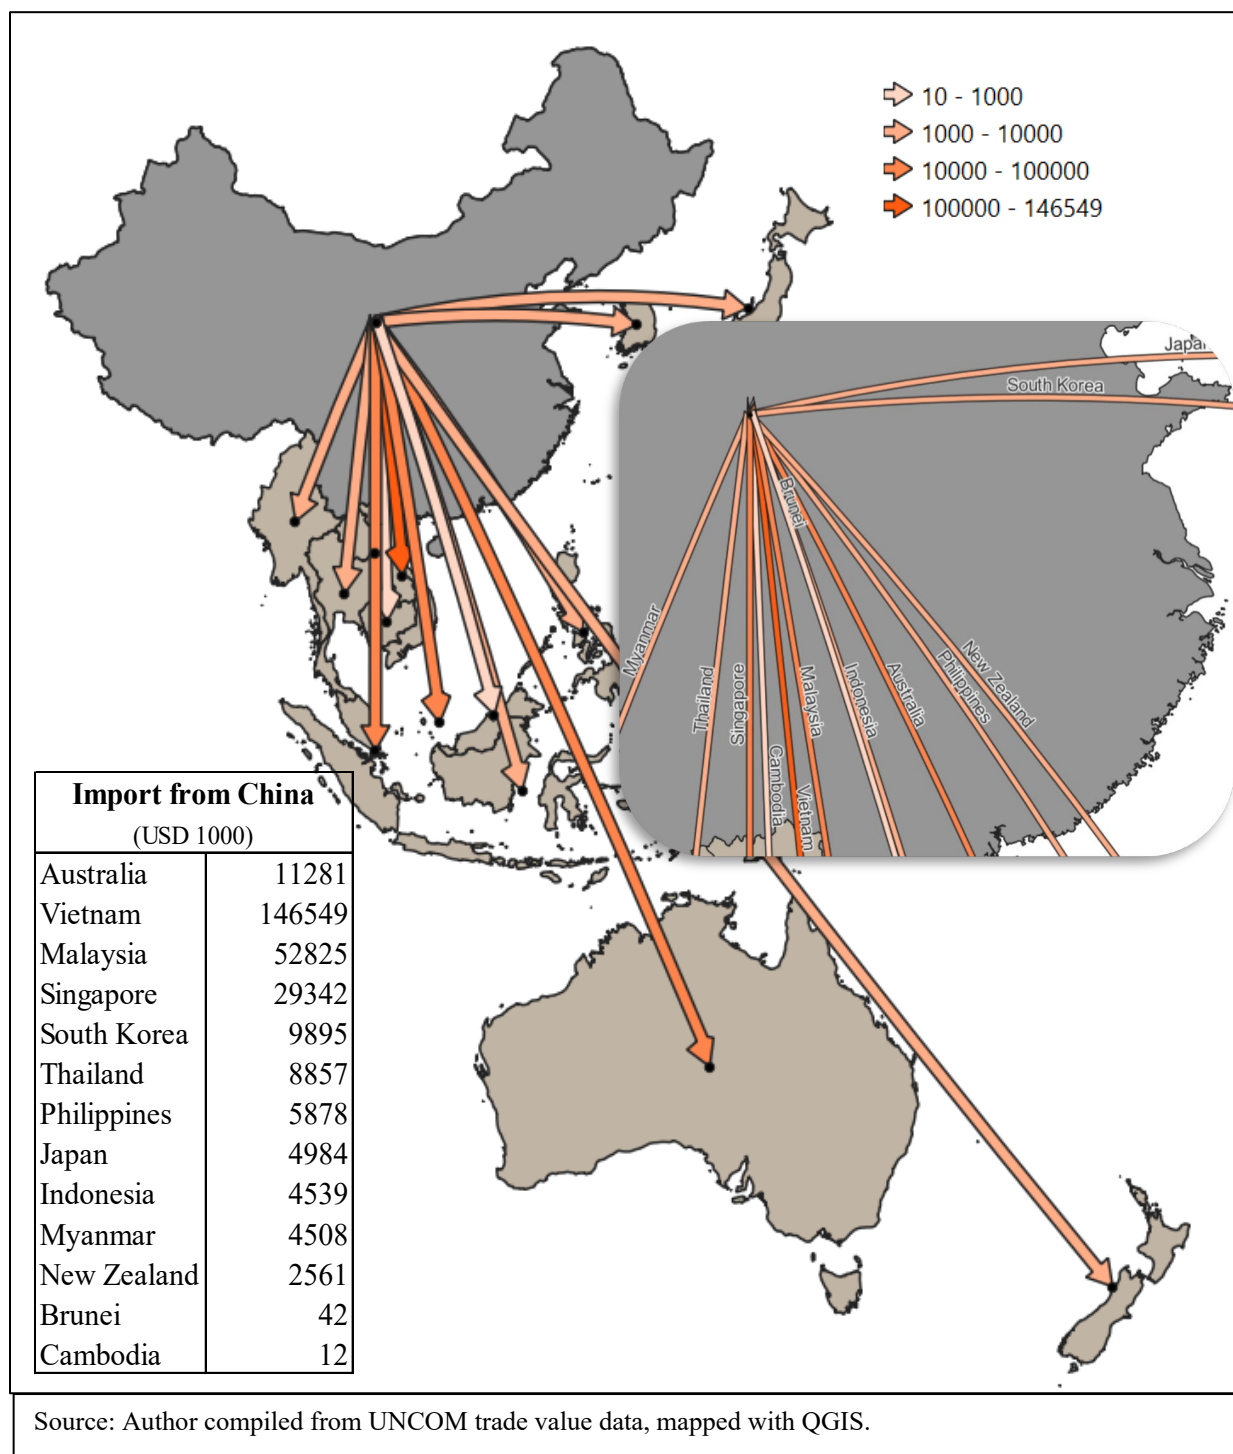 10 - 1000
1000 - 10000
10000 - 100000
100000 - 146549
Japan
South Korea
Brunei
Myanmar
Thailand
Singapore
Cambodia
Vietnam
Malaysia
Indonesia
Australia
Philippines
New Zealand
Import from China
(USD 1000)
Australia 11281
Vietnam 146549
Malaysia 52825
Singapore 29342
South Korea 9895
Thailand 8857
Philippines 5878
Japan 4984
Indonesia 4539
Myanmar 4508
New Zealand 2561
Brunei 42
Cambodia 12
Source: Author compiled from UNCOM trade value data, mapped with QGIS.